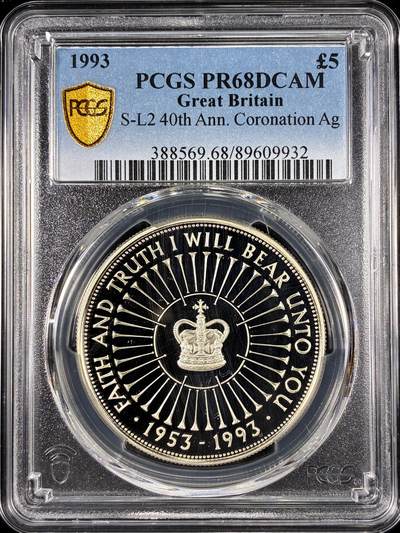 1993 £5
PCGS PR68DCAM
Great Britain
S-L2 40th Ann. Coronation Ag
388569.68/89609932
PCGS
FAITH AND TRUTH I WILL BEAR UNTO YOU
· 1953 - 1993 ·
PCGS